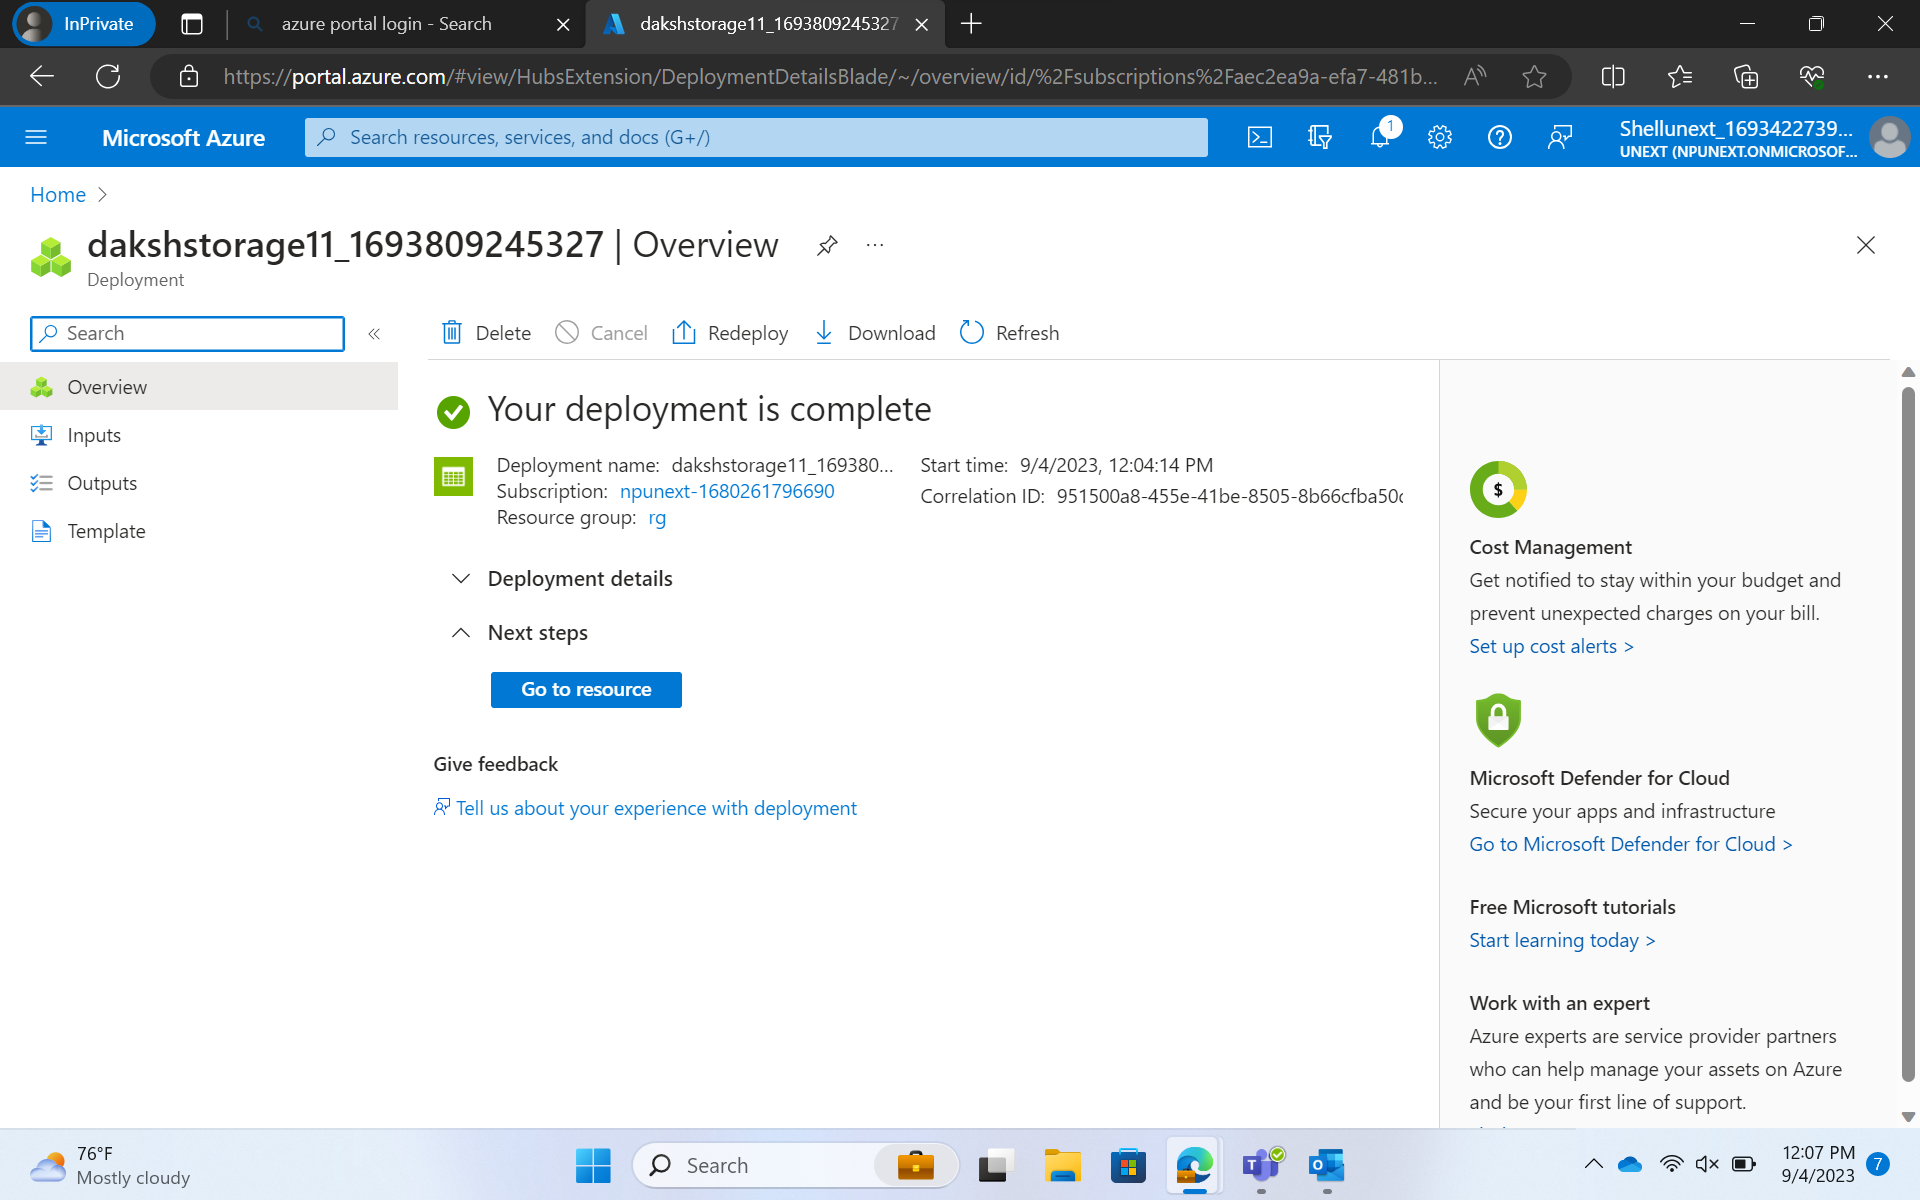 InPrivate
azure portal login - Search
dakshstorage11_1693809245327
https://portal.azure.com/#view/HubsExtension/DeploymentDetailsBlade/~/overview/id/%2Fsubscriptions%2Faec2ea9a-efa7-481b...
Microsoft Azure
Search resources, services, and docs (G+/)
1
Shellunext_1693422739...
UNEXT (NPUNEXT.ONMICROSOF...
Home
dakshstorage11_1693809245327 | Overview
Deployment
Search
Delete
Cancel
Redeploy
Download
Refresh
Overview
Inputs
Outputs
Template
Your deployment is complete
Deployment name: dakshstorage11_169380...
Subscription: npunext-1680261796690
Resource group: rg
Start time: 9/4/2023, 12:04:14 PM
Correlation ID: 951500a8-455e-41be-8505-8b66cfba50
Deployment details
Next steps
Go to resource
Give feedback
Tell us about your experience with deployment
$
Cost Management
Get notified to stay within your budget and
prevent unexpected charges on your bill.
Set up cost alerts >
Microsoft Defender for Cloud
Secure your apps and infrastructure
Go to Microsoft Defender for Cloud >
Free Microsoft tutorials
Start learning today >
Work with an expert
Azure experts are service provider partners
who can help manage your assets on Azure
and be your first line of support.
76°F
Mostly cloudy
Search
12:07 PM
9/4/2023
7